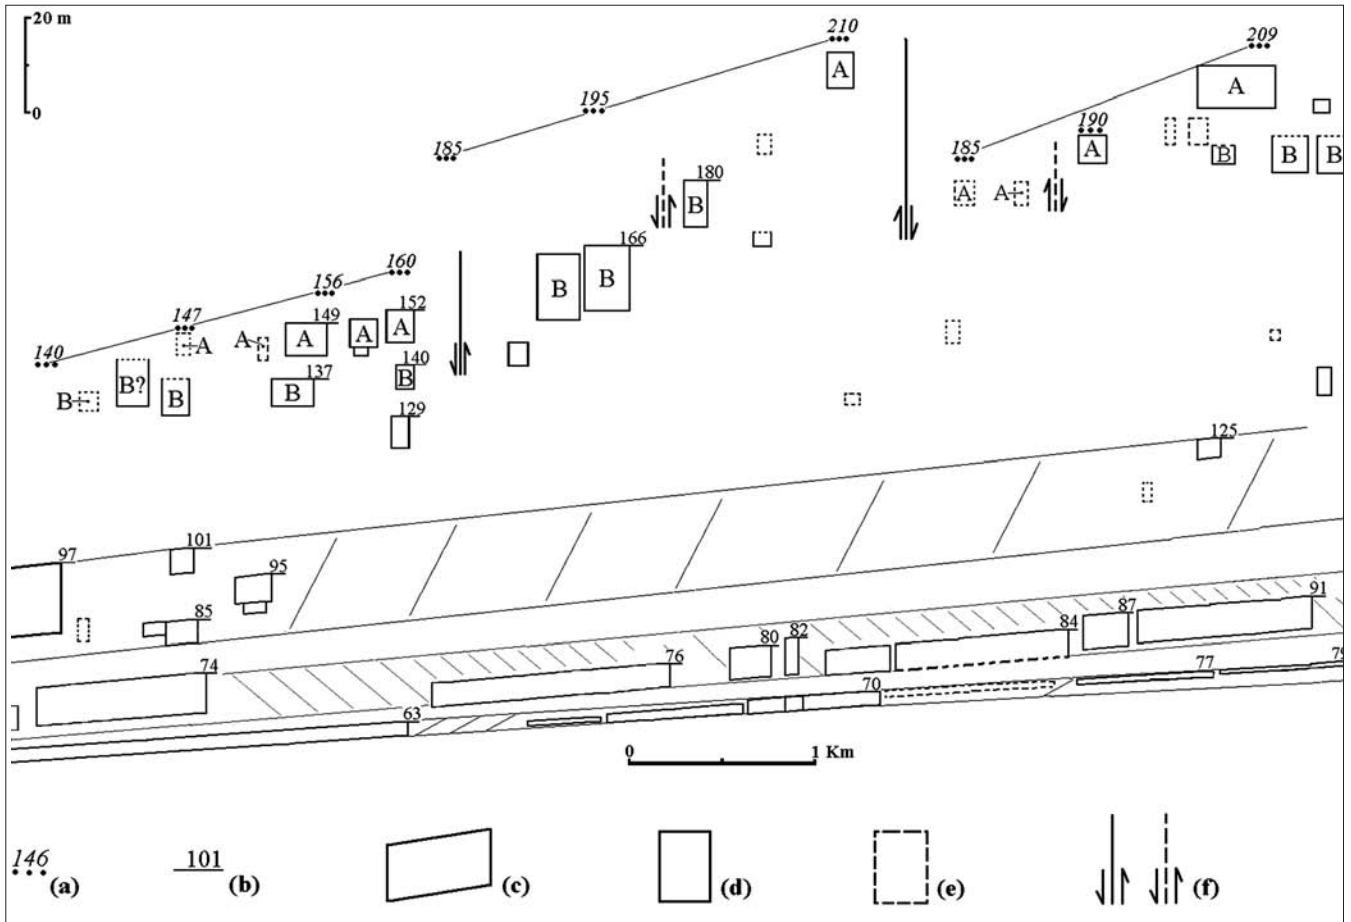 20 m
0
210
209
195
A
A
185
190
185
A
B
B
B
180
A
A
B
166
B
B
160
156
147
149
152
A
A
A
A
A
140
137
140
B?
B
B
B
B
129
125
97
101
95
85
91
87
84
82
80
76
74
79
77
70
63
0
1 Km
146
(a)
101
(b)
(c)
(d)
(e)
(f)